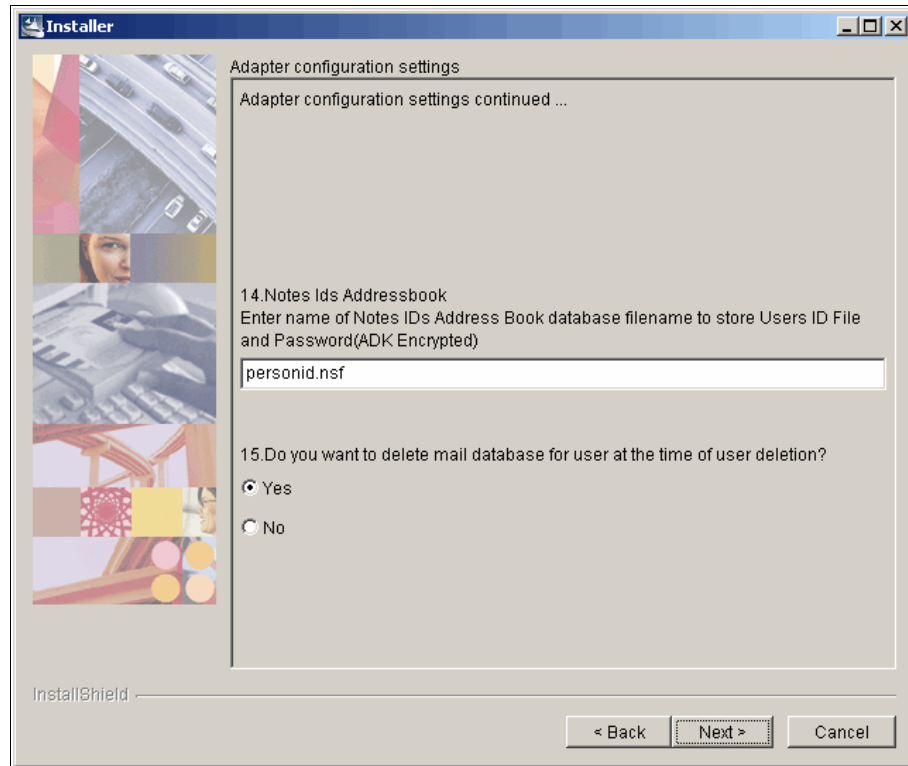 Installer
Adapter configuration settings
Adapter configuration settings continued ...
14.Notes Ids Addressbook
Enter name of Notes IDs Address Book database filename to store Users ID File
and Password(ADK Encrypted)
personid.nsf
15.Do you want to delete mail database for user at the time of user deletion?
Yes
No
InstallShield
< Back
Next >
Cancel